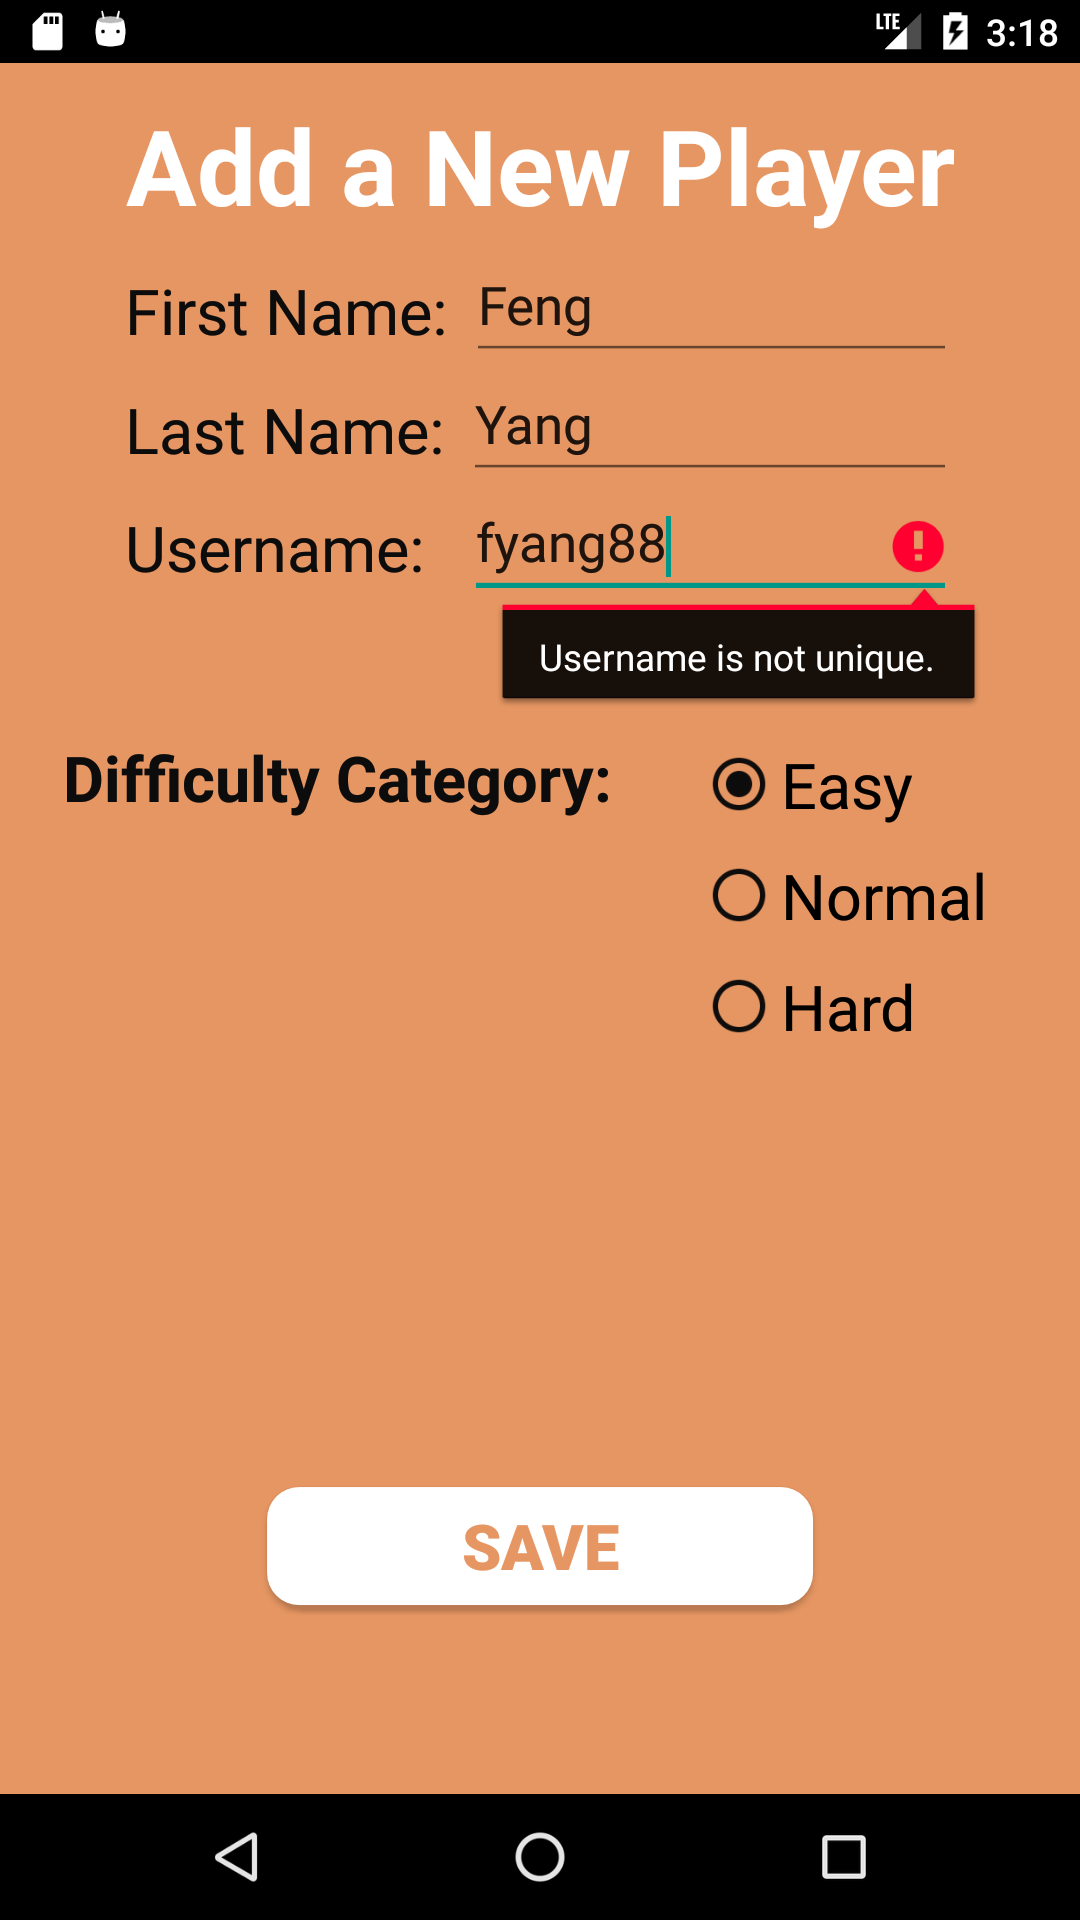 LTE 3:18
Add a New Player
First Name: Feng
Last Name: Yang
Username: fyang88
Username is not unique.
Difficulty Category: Easy
Normal
Hard
SAVE